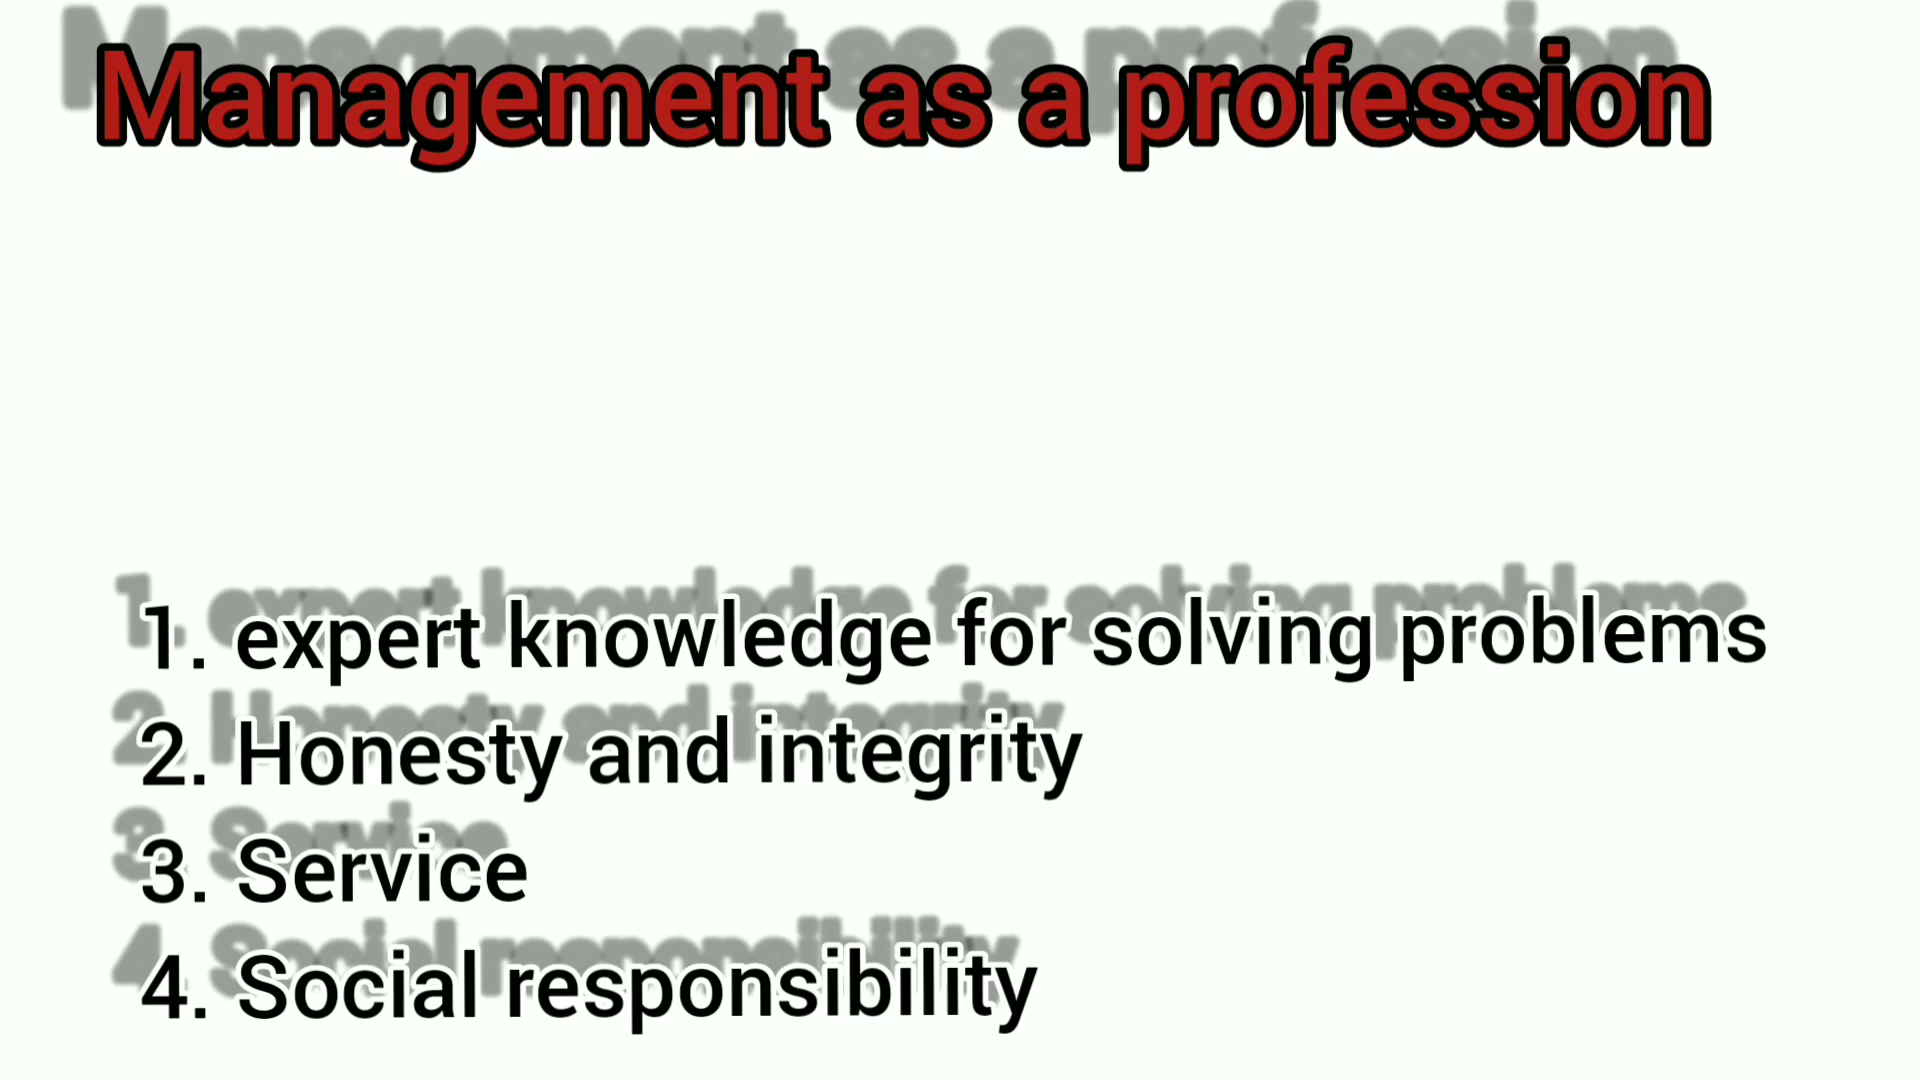 Management as a profession
1. expert knowledge for solving problems
2. Honesty and integrity
3. Service
4. Social responsibility